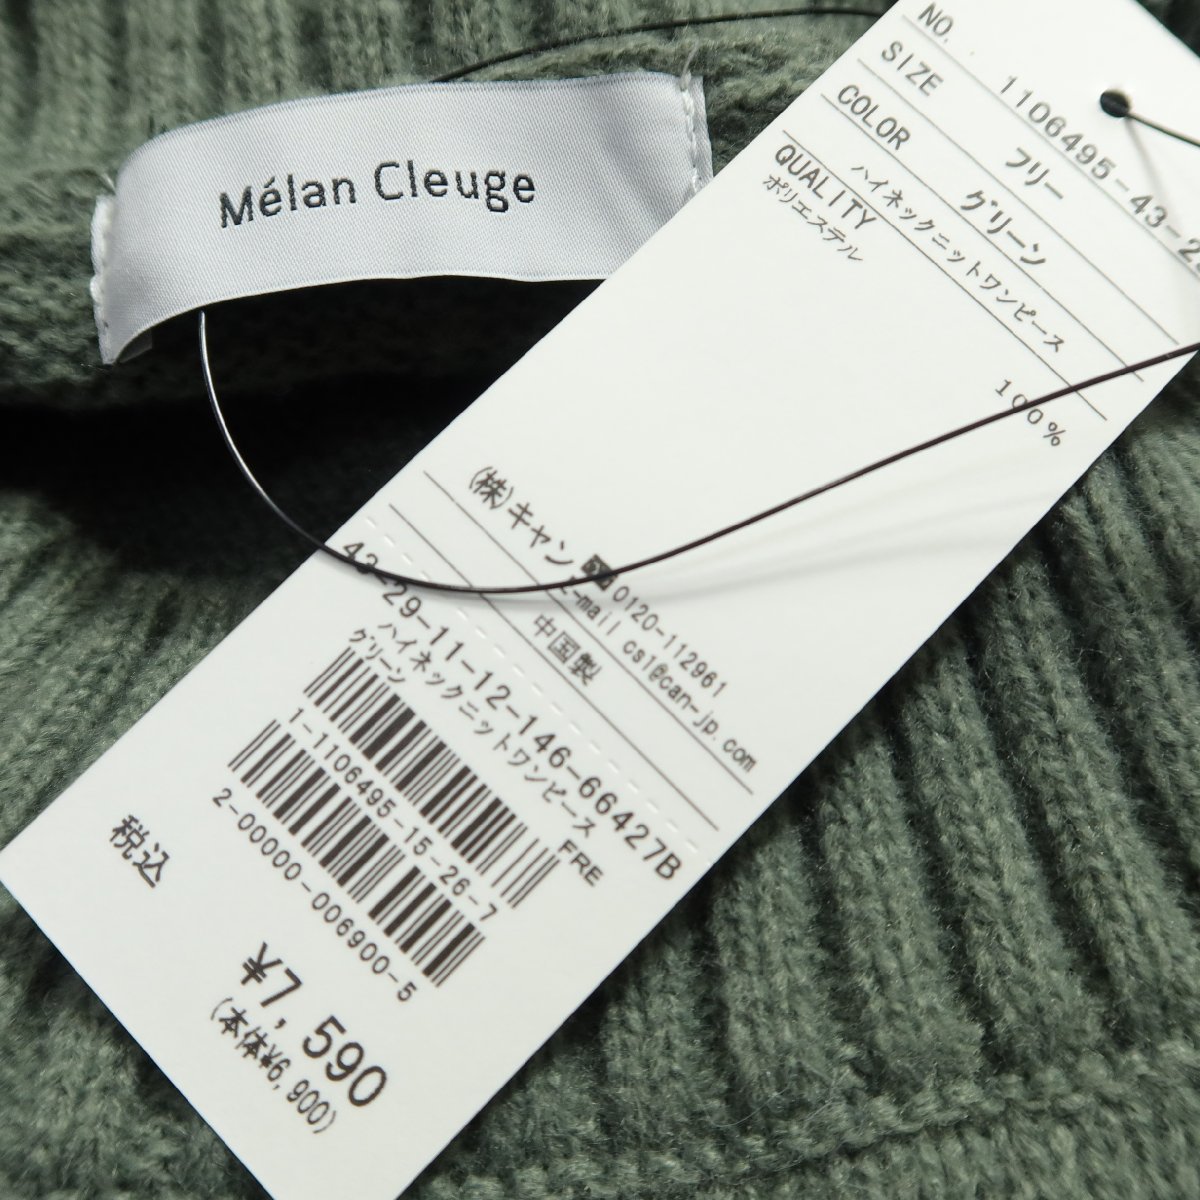 Mélan Cleuge
NO. 1106495-43-2
SIZE フリー
COLOR グリーン
ハイネックニットワンピース
QUALITY
ポリエステル 100%
(株)キャン 0120-112961
E-mail cs1@can-jp.com
中国製
43-29-11-12-146-66427B
ハイネックニットワンピース
グリーン FRE
1-1106495-15-26-7
2-00000-006900-5
税込 ¥7,590
(本体¥6,900)